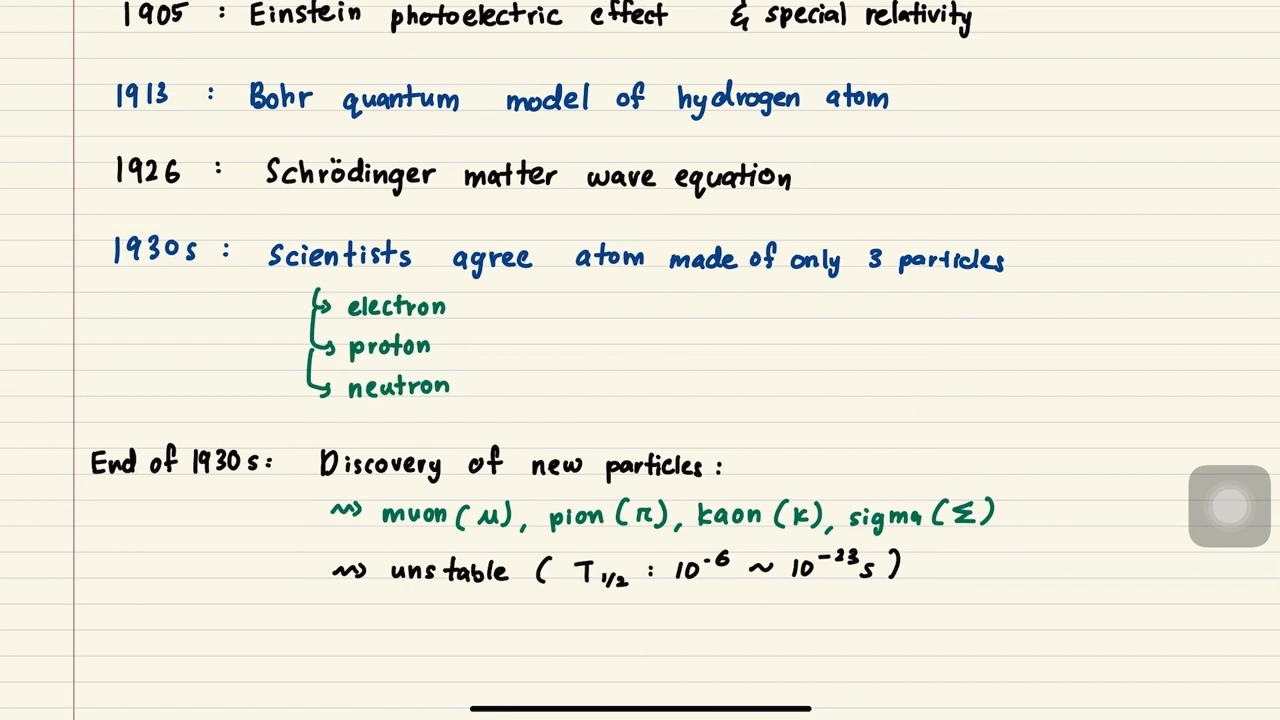 1905 : Einstein photoelectric effect & special relativity
1913 : Bohr quantum model of hydrogen atom
1926 : Schrödinger matter wave equation
1930s : scientists agree atom made of only 3 particles
↳ electron
↳ proton
↳ neutron
End of 1930s : Discovery of new particles :
⇝ muon (μ), pion (π), kaon (K), sigma (Σ)
⇝ unstable ( T₁/₂ : 10⁻⁶ ~ 10⁻²³ s )